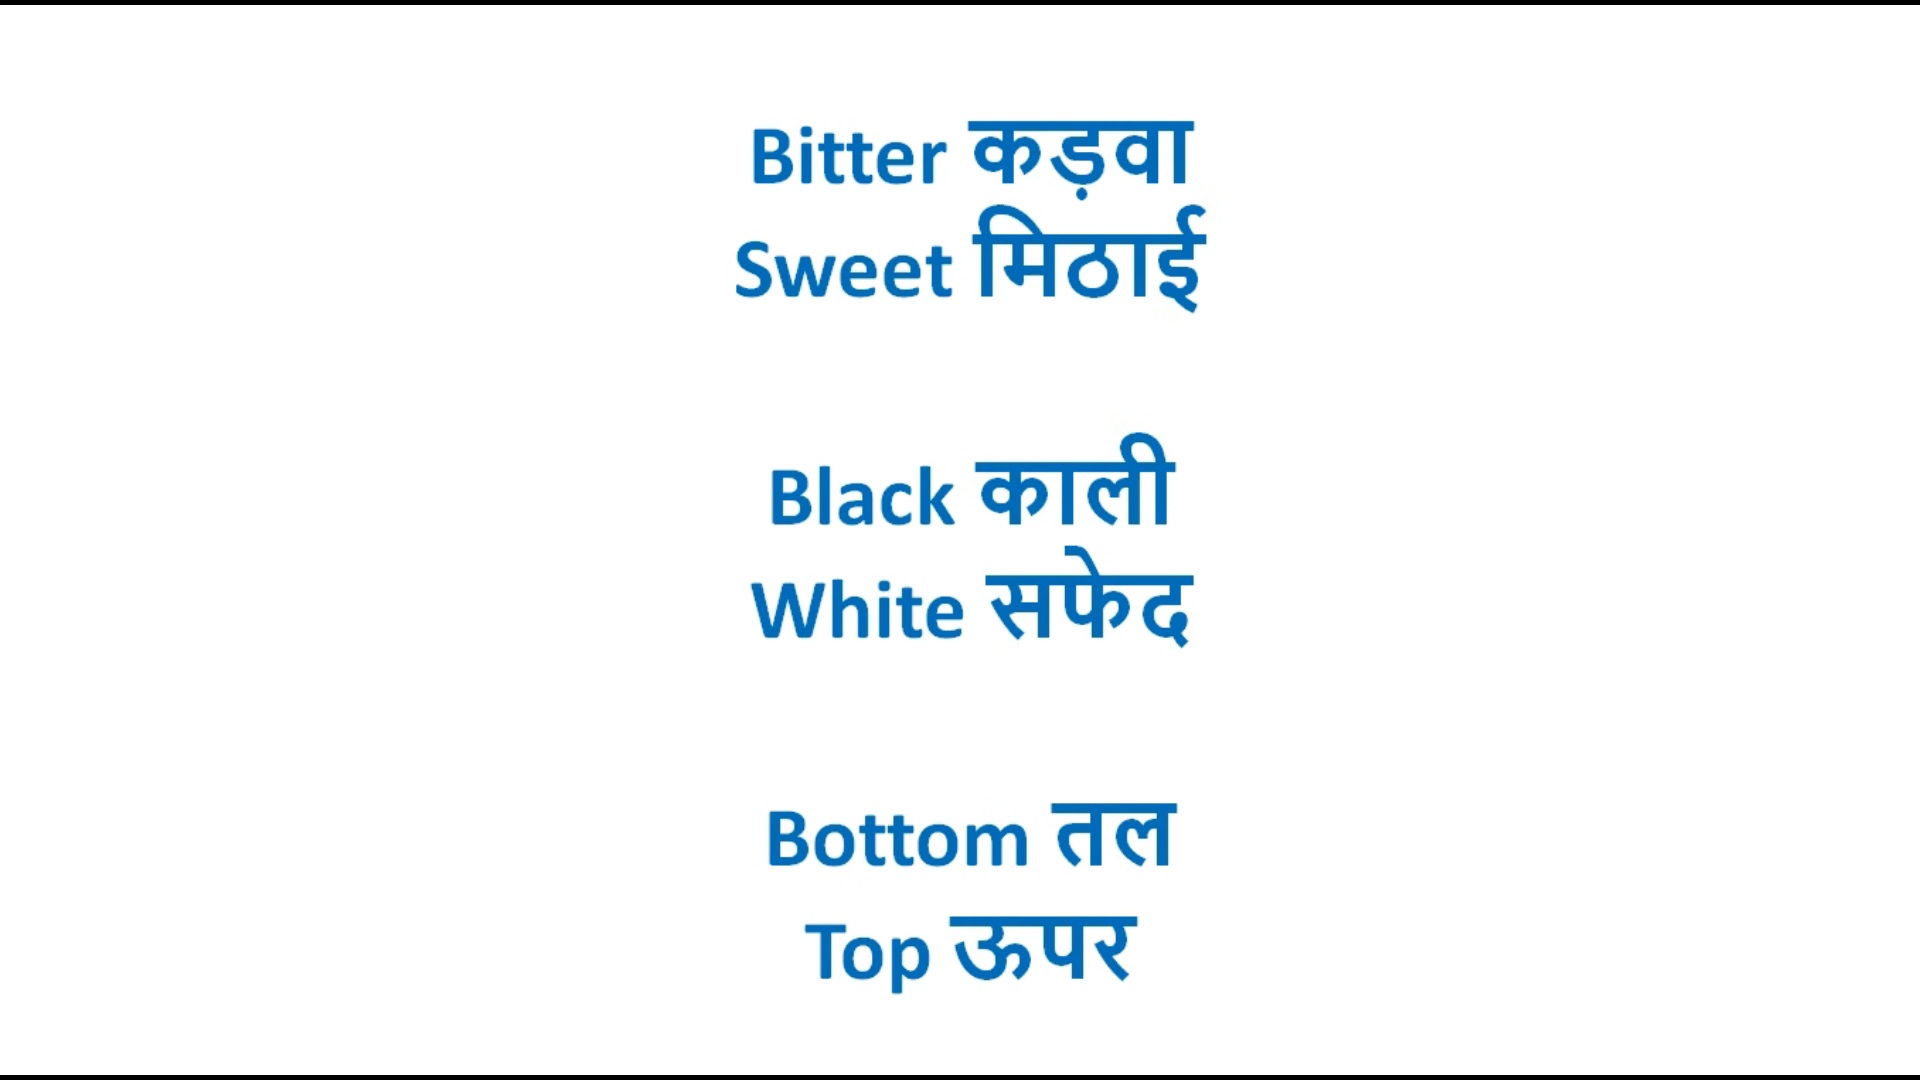 Bitter कड़वा
Sweet मिठाई
Black काली
White सफेद
Bottom तल
Top ऊपर